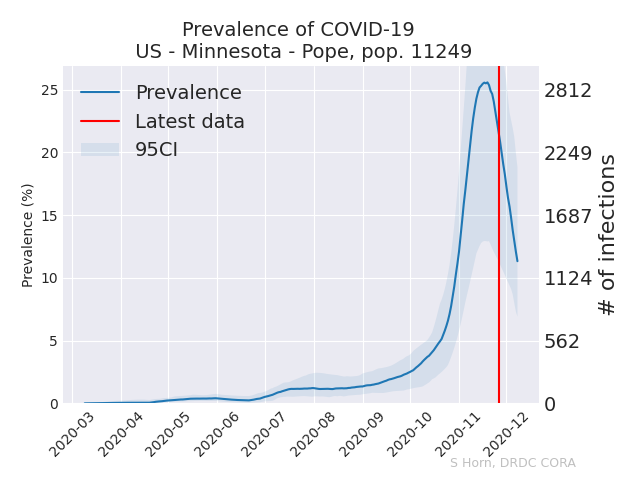 Prevalence of COVID-19
US - Minnesota - Pope, pop. 11249
Prevalence
Latest data
95CI
Prevalence (%)
25
20
15
10
5
0
2812
2249
1687
1124
562
0
# of infections
2020-03
2020-04
2020-05
2020-06
2020-07
2020-08
2020-09
2020-10
2020-11
2020-12
S Horn, DRDC CORA